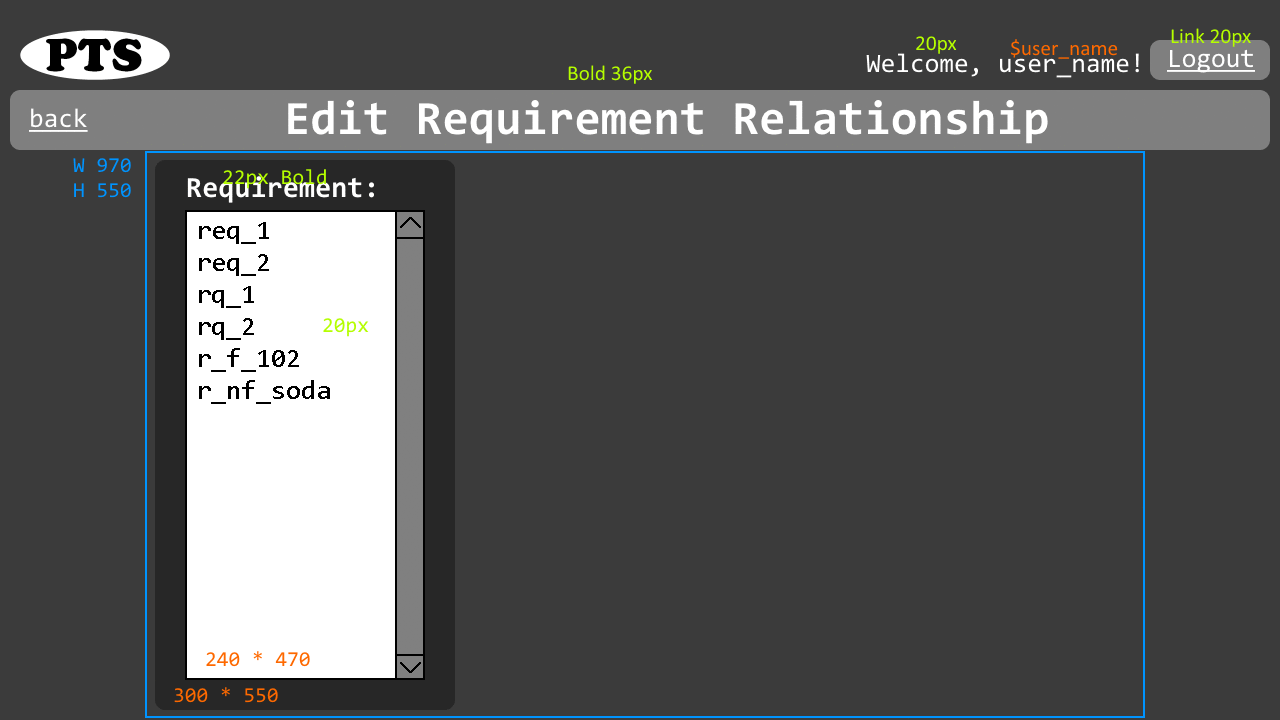 PTS
Bold 36px
20px
$user_name
Link 20px
Welcome, user_name!
Logout
back
Edit Requirement Relationship
W 970
H 550
22px Bold
Requirement:
req_1
req_2
rq_1
rq_2
20px
r_f_102
r_nf_soda
240 * 470
300 * 550